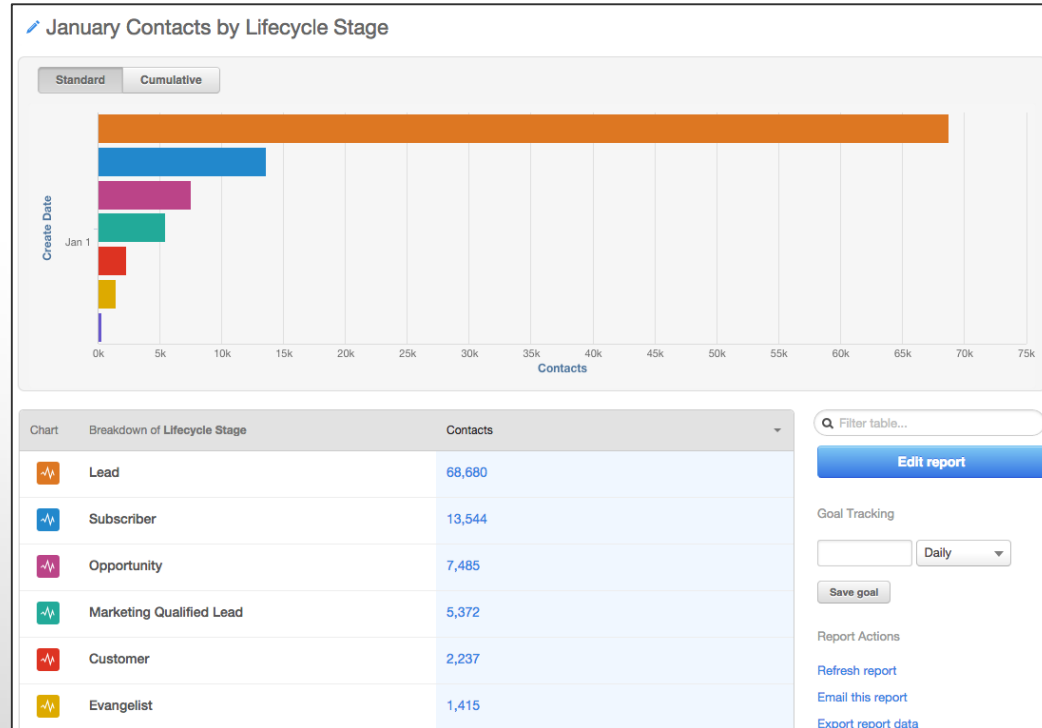 January Contacts by Lifecycle Stage
Standard Cumulative
Create Date
Jan 1
0k 5k 10k 15k 20k 25k 30k 35k 40k 45k 50k 55k 60k 65k 70k 75k
Contacts
Chart Breakdown of Lifecycle Stage Contacts
Lead 68,680
Subscriber 13,544
Opportunity 7,485
Marketing Qualified Lead 5,372
Customer 2,237
Evangelist 1,415
Filter table...
Edit report
Goal Tracking
Daily
Save goal
Report Actions
Refresh report
Email this report
Export report data